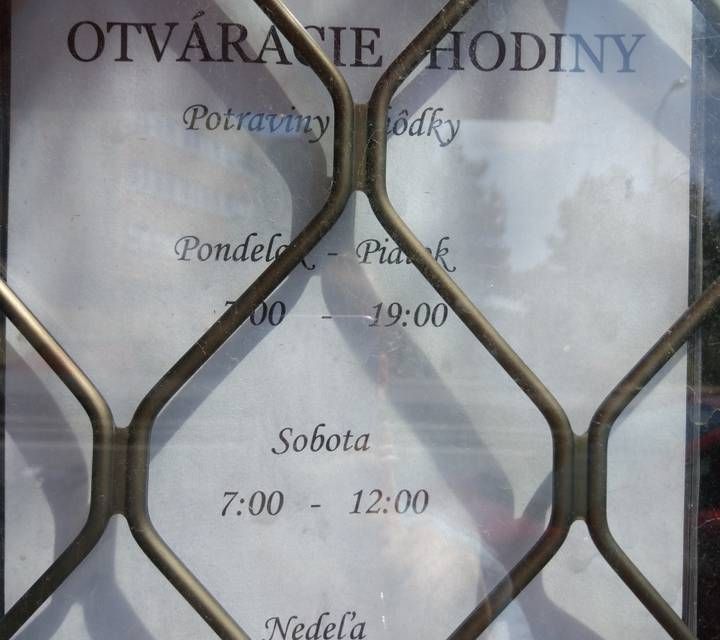 OTVÁRACIE HODINY
Potraviny
Pondelok - Piatok
7:00 - 19:00
Sobota
7:00 - 12:00
Nedeľa